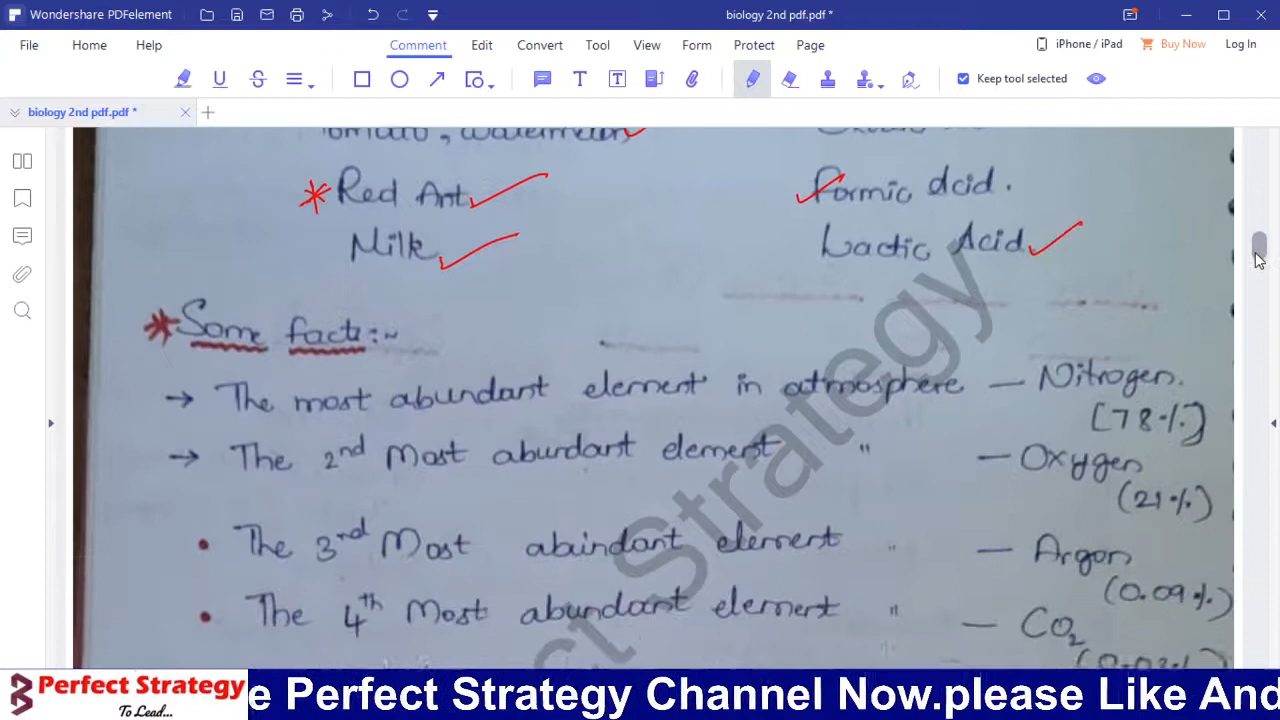 Wondershare PDFelement
biology 2nd pdf.pdf *
File Home Help
Comment Edit Convert Tool View Form Protect Page
iPhone / iPad Buy Now Log In
Keep tool selected
biology 2nd pdf.pdf *
Tomato, watermelon
*Red Ant Formic Acid.
Milk Lactic Acid
*Some facts:~
→ The most abundant element in atmosphere — Nitrogen.
[78%]
→ The 2nd Most abundant element " — Oxygen
(21%)
• The 3rd Most abundant element " — Argon
(0.09%)
• The 4th Most abundant element " — CO2
ct Strategy
Perfect Strategy
To Lead...
e Perfect Strategy Channel Now.please Like And